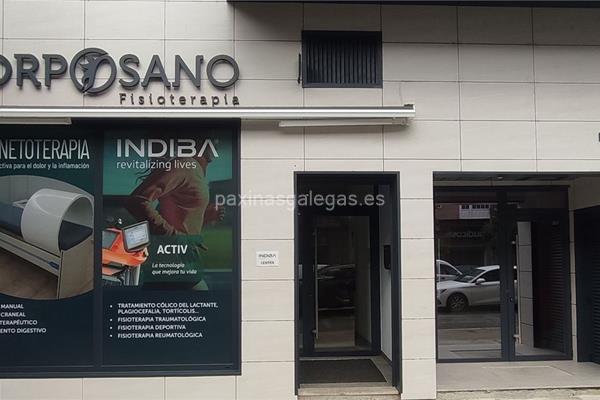 ORPOSANO
Fisioterapia
NETOTERAPIA
ctiva para el dolor y la inflamación
INDIBA
revitalizing lives
ACTIV
La tecnología
que mejora tu vida
INDIBA
CENTER
MANUAL
CRANEAL
TERAPÉUTICO
ENTO DIGESTIVO
• TRATAMIENTO CÓLICO DEL LACTANTE,
PLAGIOCEFALIA, TORTÍCOLIS...
• FISIOTERAPIA TRAUMATOLÓGICA
• FISIOTERAPIA DEPORTIVA
• FISIOTERAPIA REUMATOLÓGICA
paxinasgalegas.es